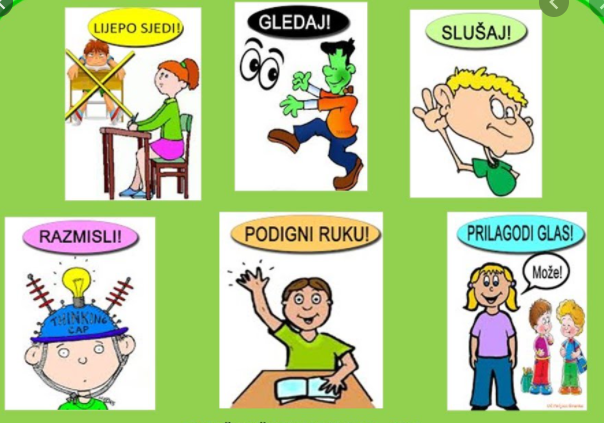 LIJEPO SJEDI!
GLEDAJ!
SLUŠAJ!
RAZMISLI!
THINKING
CAP
PODIGNI RUKU!
PRILAGODI GLAS!
Može!